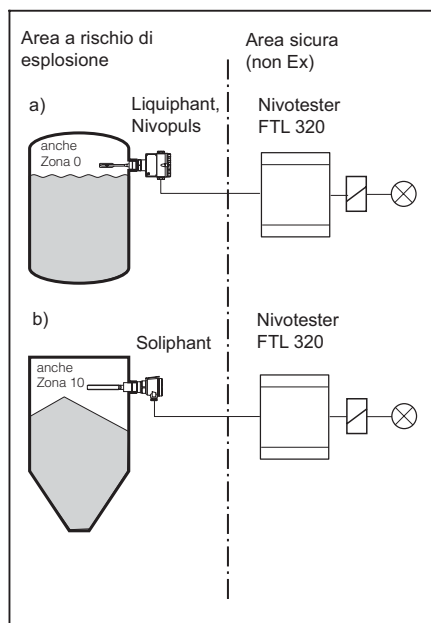 Area a rischio di
esplosione
Area sicura
(non Ex)
a)
Liquiphant,
Nivopuls
Nivotester
FTL 320
anche
Zona 0
b)
Soliphant
Nivotester
FTL 320
anche
Zona 10